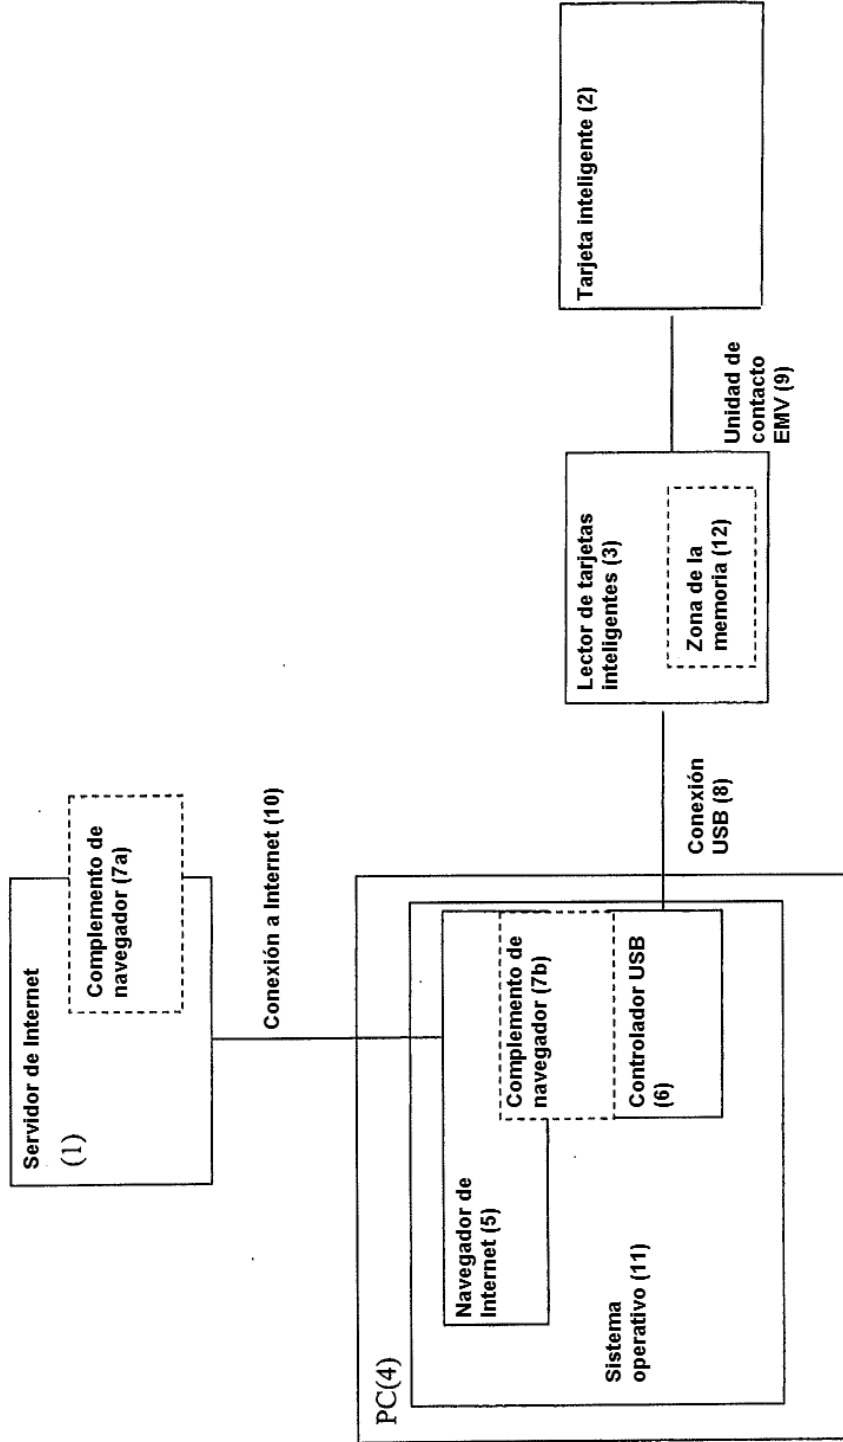 Servidor de Internet
(1)
Complemento de
navegador (7a)
Conexión a Internet (10)
PC(4)
Navegador de
Internet (5)
Complemento de
navegador (7b)
Controlador USB
(6)
Sistema
operativo (11)
Conexión
USB (8)
Lector de tarjetas
inteligentes (3)
Zona de la
memoria (12)
Unidad de
contacto
EMV (9)
Tarjeta inteligente (2)